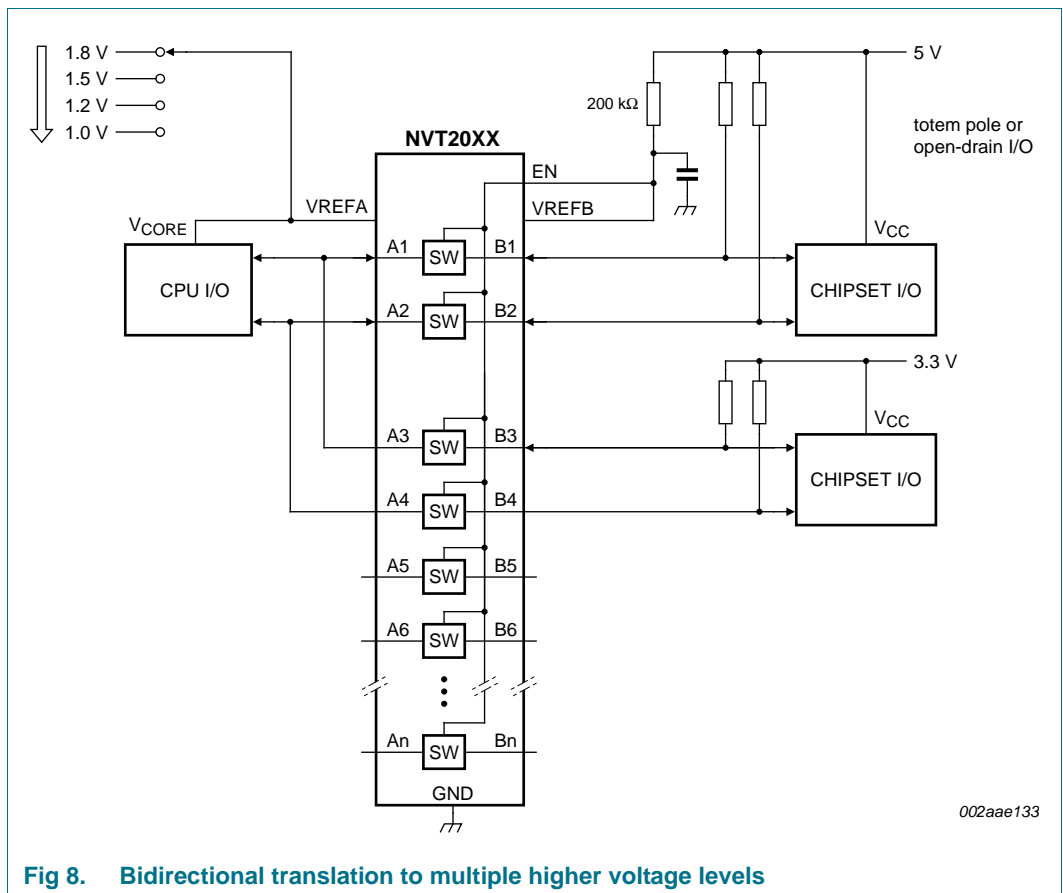 1.8 V
1.5 V
1.2 V
1.0 V
5 V
200 kΩ
totem pole or
open-drain I/O
NVT20XX
EN
VREFA
VREFB
VCORE
VCC
A1 SW B1
CPU I/O
CHIPSET I/O
A2 SW B2
3.3 V
VCC
A3 SW B3
CHIPSET I/O
A4 SW B4
A5 SW B5
A6 SW B6
An SW Bn
GND
002aae133
Fig 8. Bidirectional translation to multiple higher voltage levels